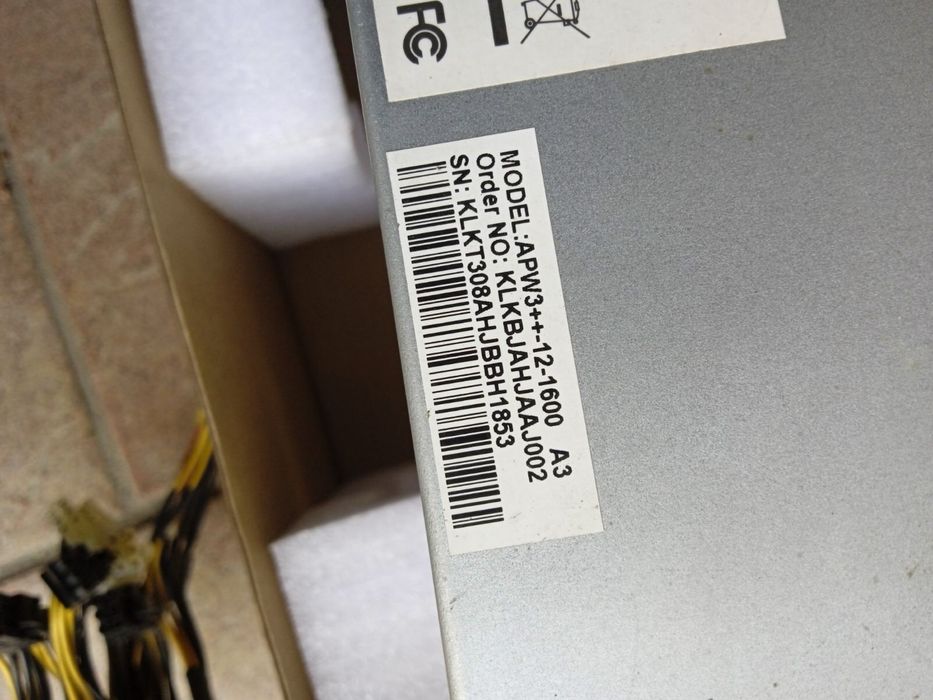 FC
MODEL:APW3++-12-1600 A3
Order NO: KLKBJAHJAAJ002
SN: KLKT308AHJBBH1853